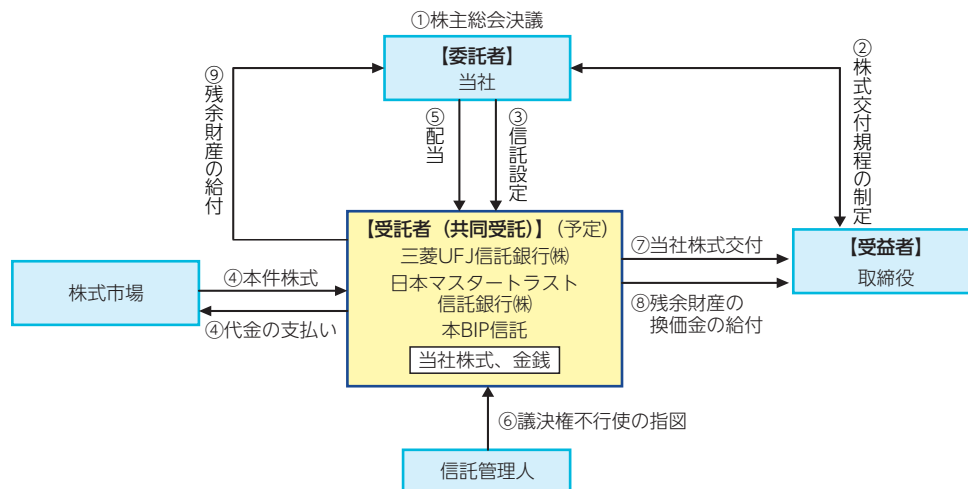 ①株主総会決議
【委託者】
当社
⑨残余財産の給付
⑤配当
③信託設定
②株式交付規程の制定
【受託者（共同受託）】（予定）
三菱UFJ信託銀行㈱
日本マスタートラスト
信託銀行㈱
本BIP信託
当社株式、金銭
⑦当社株式交付
【受益者】
取締役
⑧残余財産の
換価金の給付
株式市場
④本件株式
④代金の支払い
⑥議決権不行使の指図
信託管理人